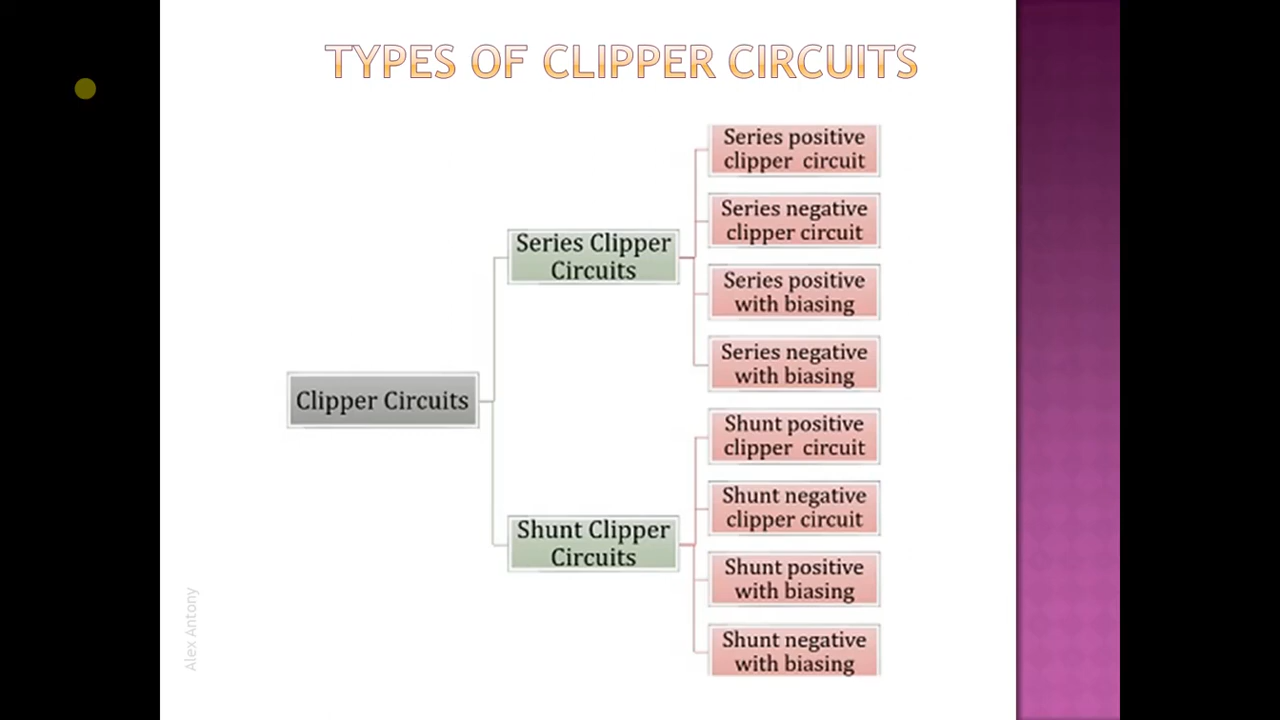 TYPES OF CLIPPER CIRCUITS
Series positive
clipper circuit
Series negative
clipper circuit
Series Clipper
Circuits
Series positive
with biasing
Series negative
with biasing
Clipper Circuits
Shunt positive
clipper circuit
Shunt negative
clipper circuit
Shunt Clipper
Circuits
Shunt positive
with biasing
Shunt negative
with biasing
Alex Antony